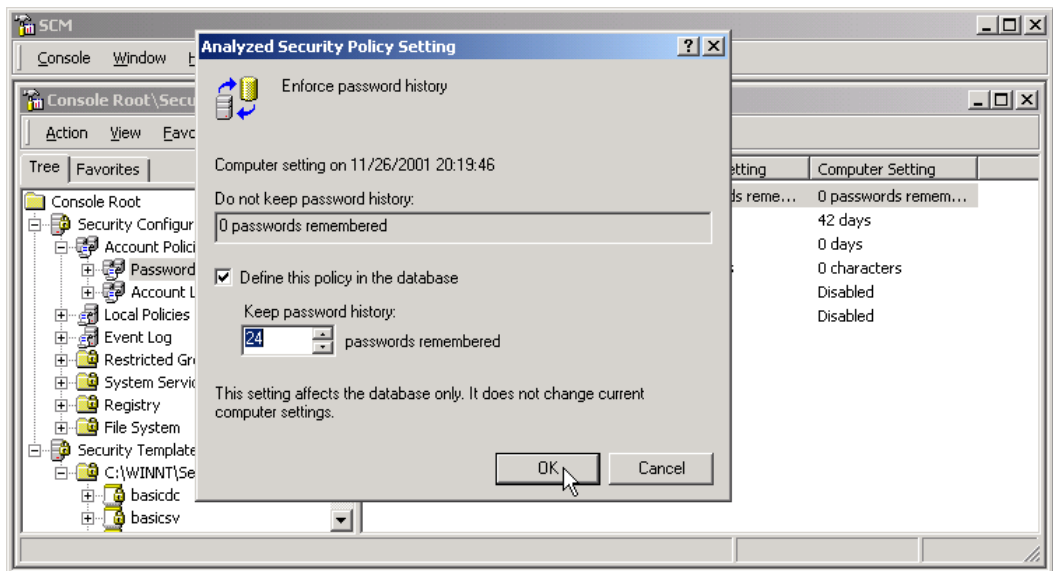 SCM
Console Window
Console Root\Secu
Action View Favc
Tree Favorites
Console Root
Security Configur
Account Polici
Password
Account L
Local Policies
Event Log
Restricted Gr
System Servic
Registry
File System
Security Template
C:\WINNT\Se
basicdc
basicsv
Analyzed Security Policy Setting
Enforce password history
Computer setting on 11/26/2001 20:19:46
Do not keep password history:
0 passwords remembered
Define this policy in the database
Keep password history:
24 passwords remembered
This setting affects the database only. It does not change current
computer settings.
OK Cancel
etting Computer Setting
ds reme... 0 passwords remem...
42 days
0 days
0 characters
Disabled
Disabled